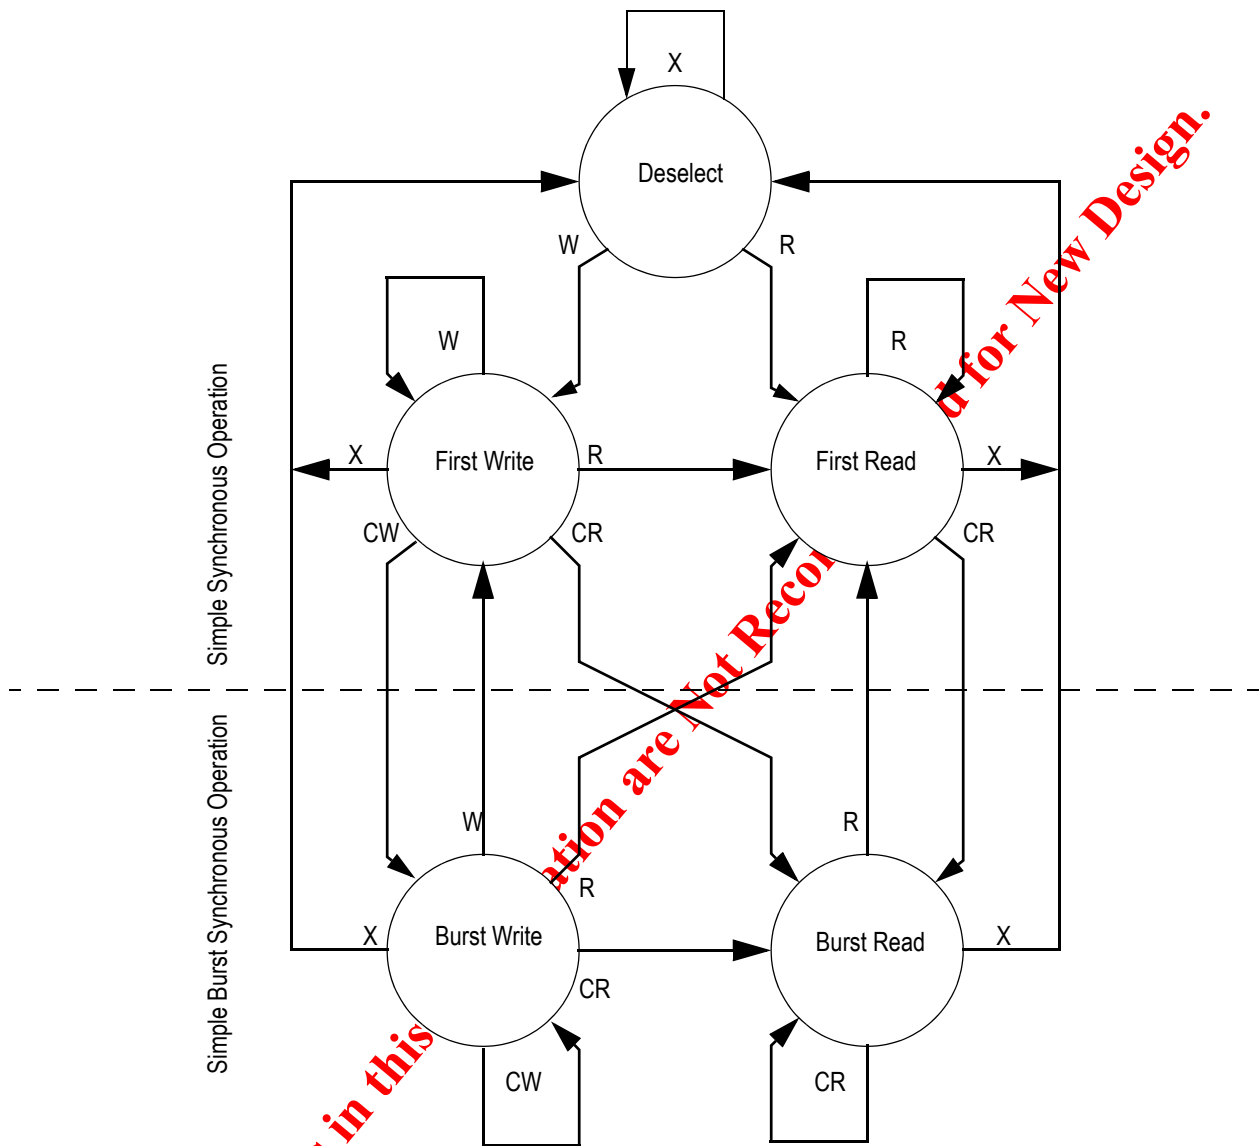 X
Deselect
W
R
W
R
First Write
First Read
X
R
X
CW
CR
CR
Simple Synchronous Operation
Simple Burst Synchronous Operation
W
R
R
X
Burst Write
Burst Read
X
CR
CW
CR
in this
ation are Not Recor
d for New Design.